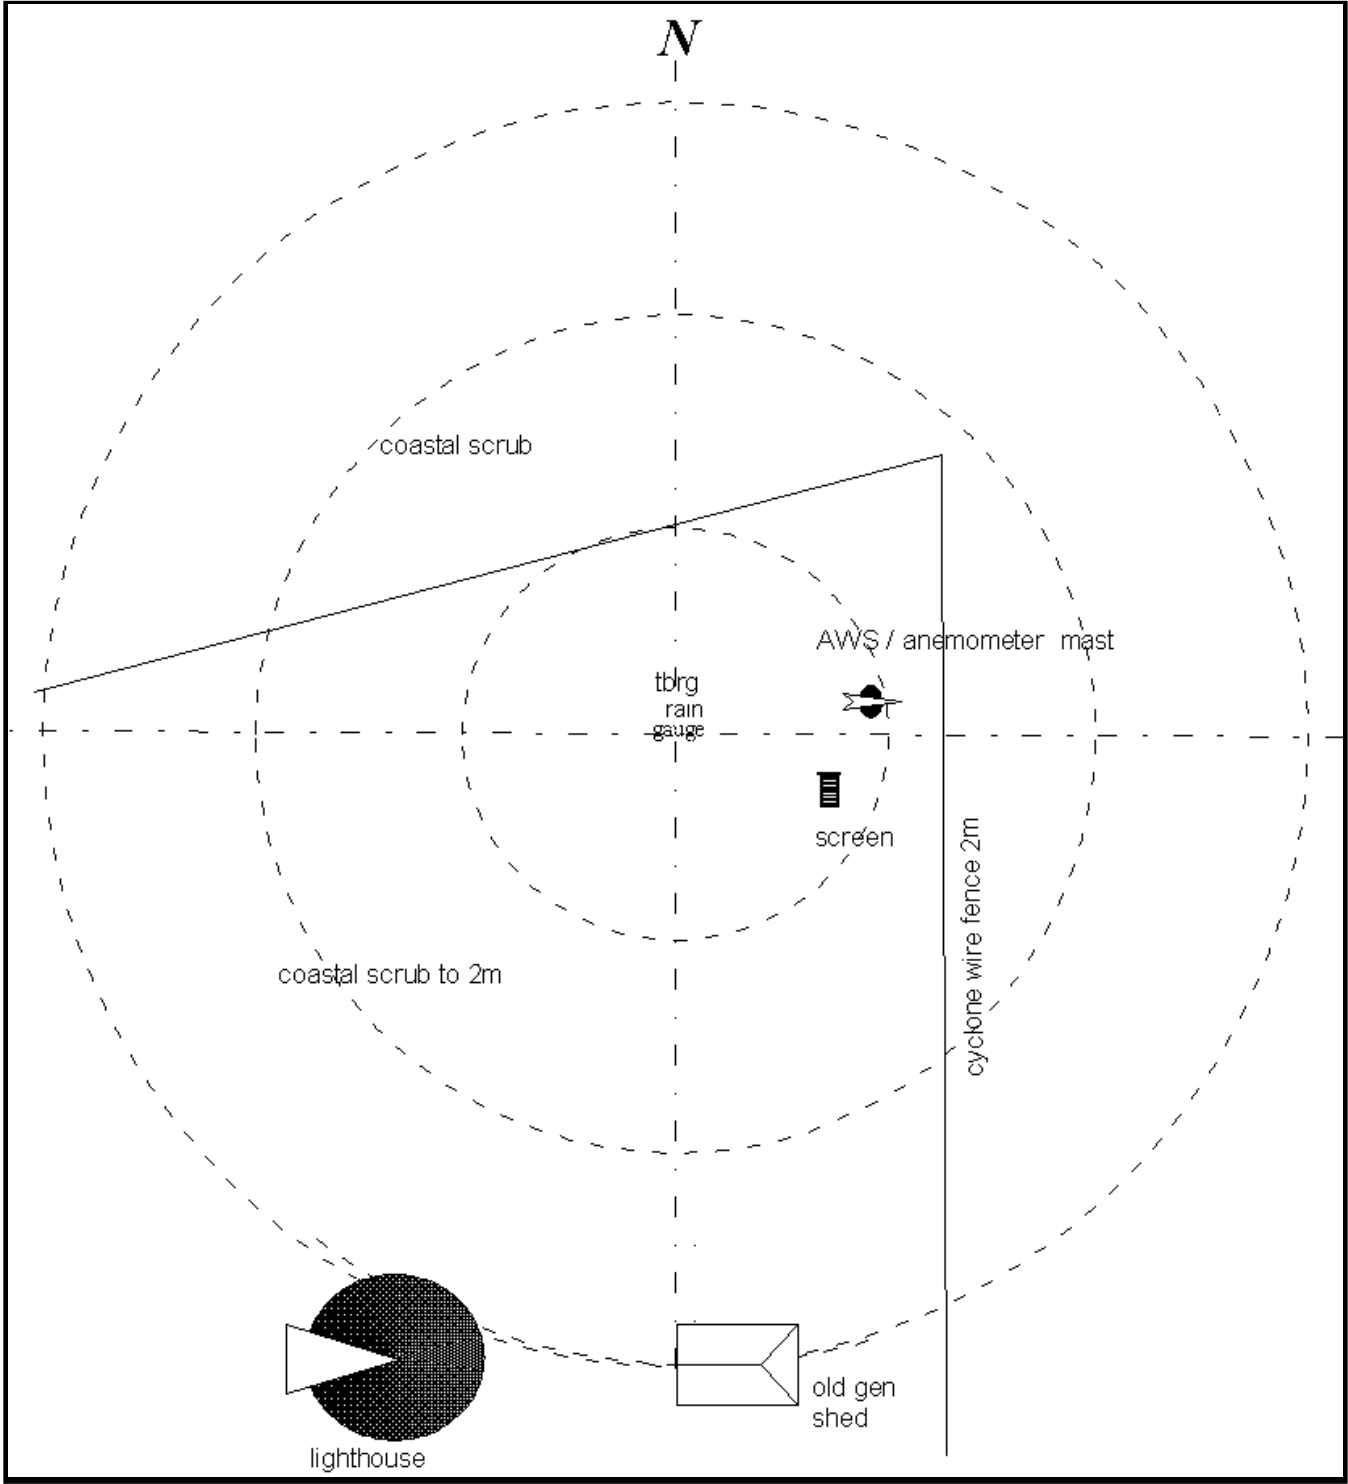 N
coastal scrub
AWS / anemometer mast
tbrg
rain
gauge
screen
cyclone wire fence 2m
coastal scrub to 2m
old gen
shed
lighthouse